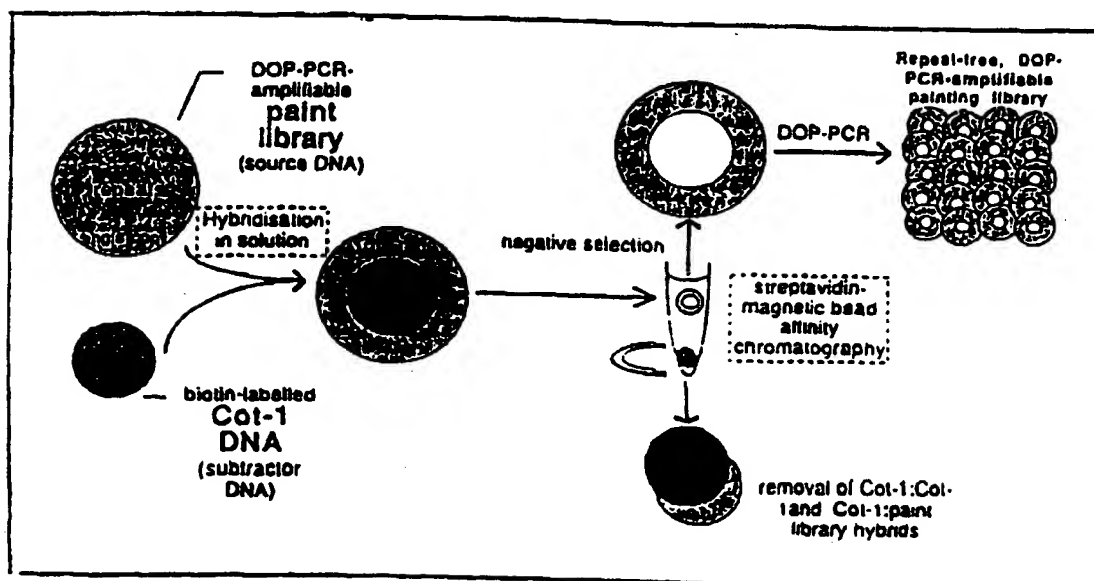 DOP-PCR-
amplifiable
paint
library
(source DNA)
Hybridisation
in solution
biotin-labelled
Cot-1
DNA
(subtractor
DNA)
nagative selection
DOP-PCR
Repeat-free, DOP-
PCR-amplifiable
painting library
streptavidin-
magnetic bead
affinity
chromatography
removal of Cot-1:Cot-
1and Cot-1:paint
library hybrids